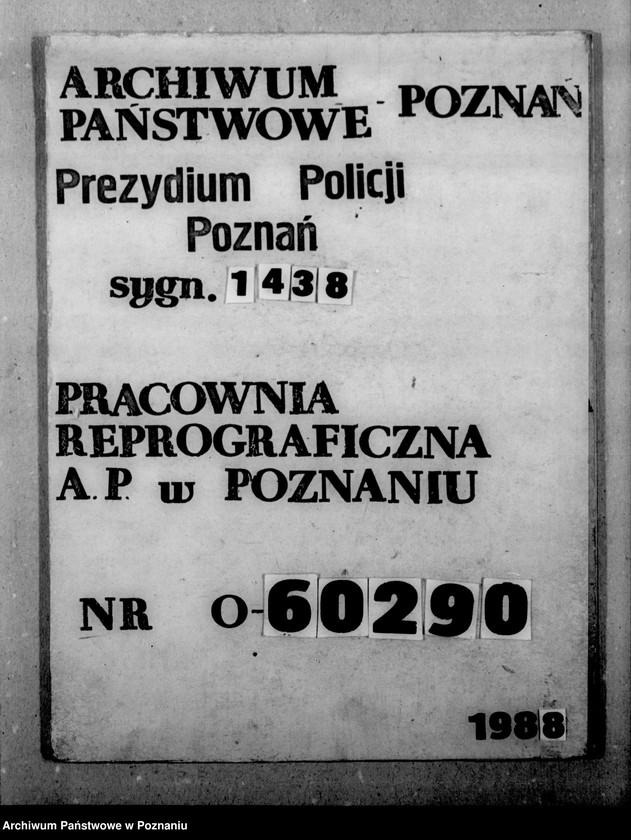 ARCHIWUM
PAŃSTWOWE - POZNAŃ
Prezydium Policji
Poznań
sygn. 1438
PRACOWNIA
REPROGRAFICZNA
A.P. w POZNANIU
NR O-60290
1988
Archiwum Państwowe w Poznaniu